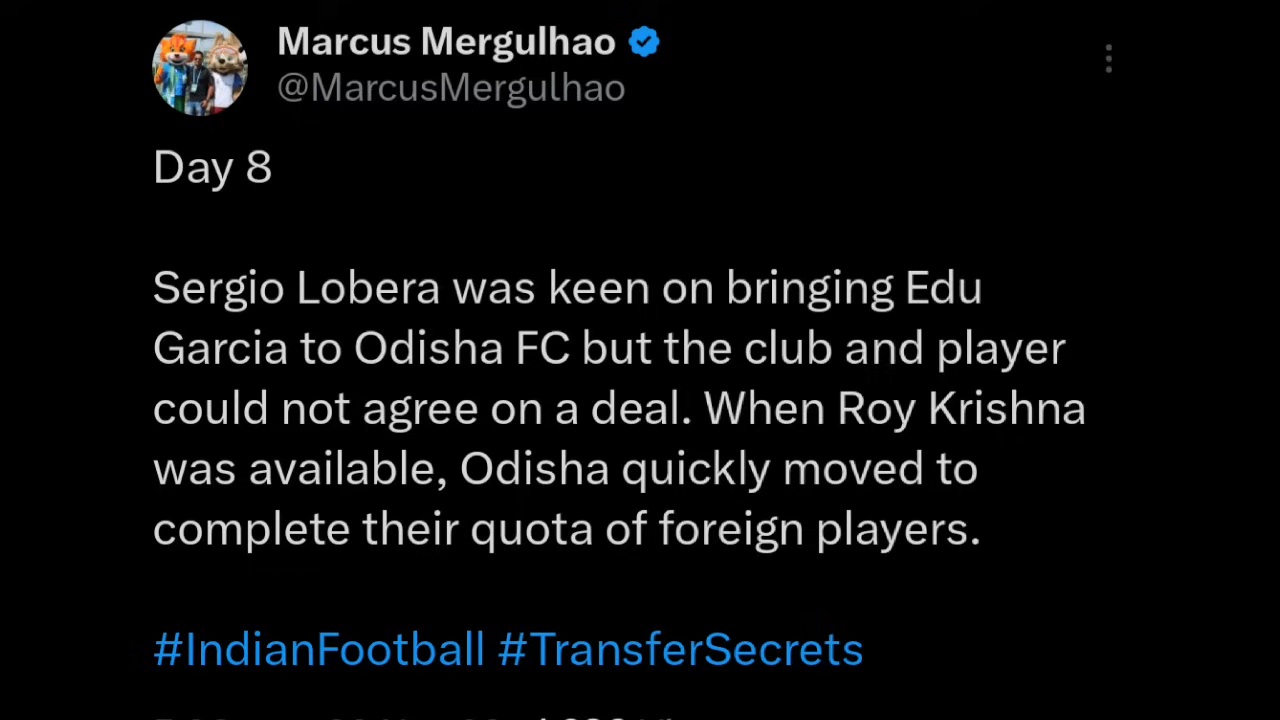 Marcus Mergulhao
@MarcusMergulhao
Day 8
Sergio Lobera was keen on bringing Edu
Garcia to Odisha FC but the club and player
could not agree on a deal. When Roy Krishna
was available, Odisha quickly moved to
complete their quota of foreign players.
#IndianFootball #TransferSecrets